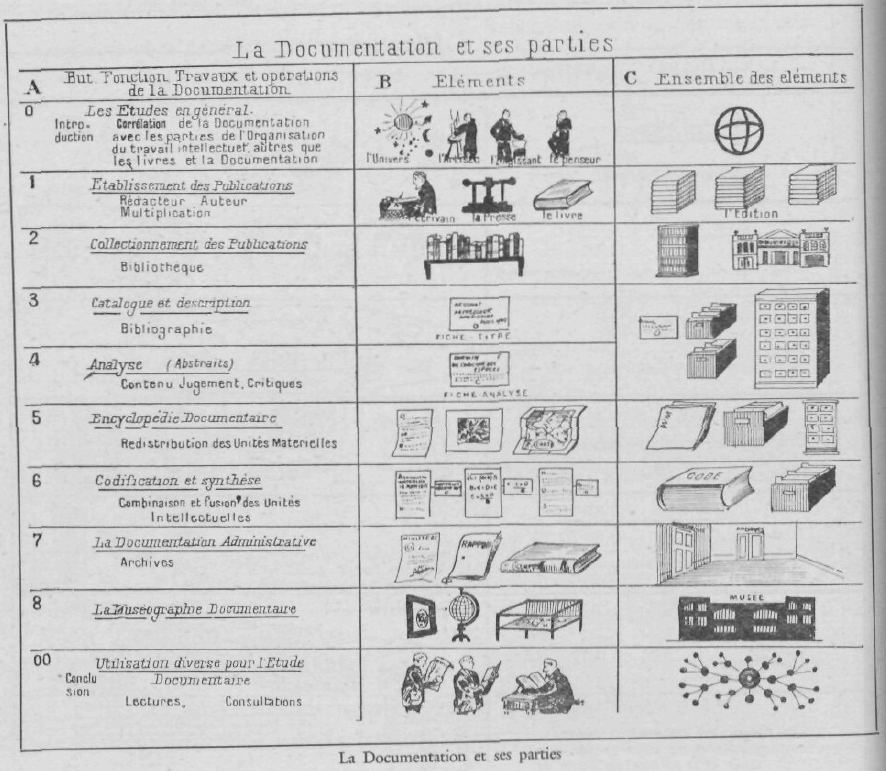 La Documentation et ses parties
A But Fonction Travaux et opérations
de la Documentation
B Eléments
C Ensemble des eléments
0 Les Etudes en général.
Intro-
duction
Corrélation de la Documentation
avec les parties de l'Organisation
du travail intellectuel, autres que
les livres et la Documentation
l'Univers l'Artiste l'Agissant le penseur
1 Etablissement des Publications
Rédacteur Auteur
Multiplication
l'écrivain la Presse le livre
l'Edition
2 Collectionnement des Publications
Bibliothèque
3 Catalogue et description
Bibliographie
FICHE - TITRE
4 Analyse (Abstraits)
Contenu Jugement, Critiques
FICHE ANALYSE
5 Encyclopédie Documentaire
Redistribution des Unités Materielles
6 Codification et synthèse
Combinaison et fusion des Unités
Intellectuelles
CODE
7 La Documentation Administrative
Archives
MINISTERE
RAPPORT
ARCHIVES
8 La Muséographie Documentaire
MUSEE
00 Utilisation diverse pour l'Etude
Documentaire
Conclu
sion
Lectures, Consultations
La Documentation et ses parties